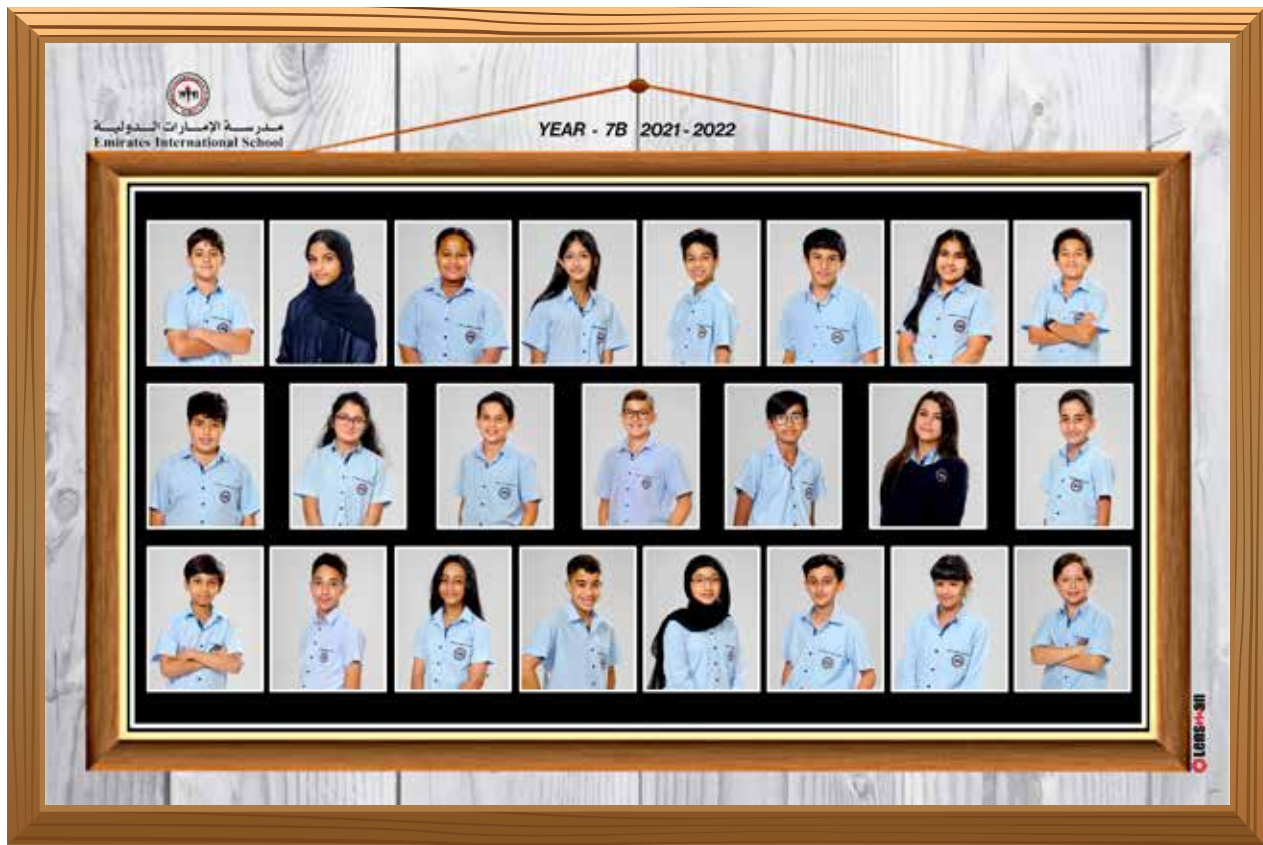 مدرسة الإمارات الدولية
Emirates International School
YEAR - 7B 2021-2022